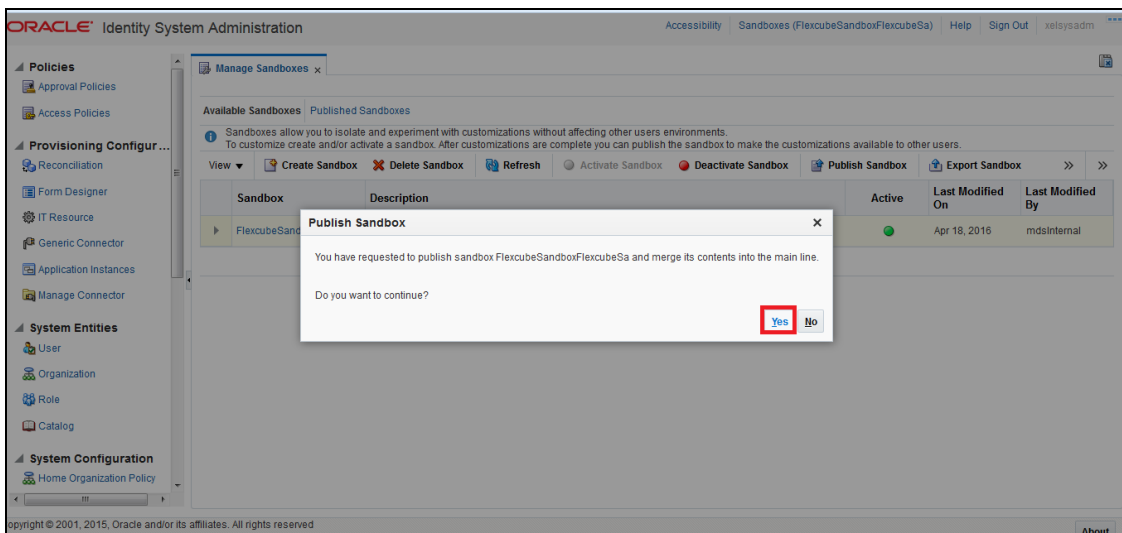 ORACLE® Identity System Administration
Accessibility Sandboxes (FlexcubeSandboxFlexcubeSa) Help Sign Out xelsysadm
Policies
Approval Policies
Access Policies
Provisioning Configur...
Reconciliation
Form Designer
IT Resource
Generic Connector
Application Instances
Manage Connector
System Entities
User
Organization
Role
Catalog
System Configuration
Home Organization Policy
Manage Sandboxes x
Available Sandboxes Published Sandboxes
Sandboxes allow you to isolate and experiment with customizations without affecting other users environments.
To customize create and/or activate a sandbox. After customizations are complete you can publish the sandbox to make the customizations available to other users.
View Create Sandbox Delete Sandbox Refresh Activate Sandbox Deactivate Sandbox Publish Sandbox Export Sandbox » »
Sandbox Description Active Last Modified On Last Modified By
FlexcubeSand Apr 18, 2016 mdsInternal
Publish Sandbox x
You have requested to publish sandbox FlexcubeSandboxFlexcubeSa and merge its contents into the main line.
Do you want to continue?
Yes No
opyright © 2001, 2015, Oracle and/or its affiliates. All rights reserved
About